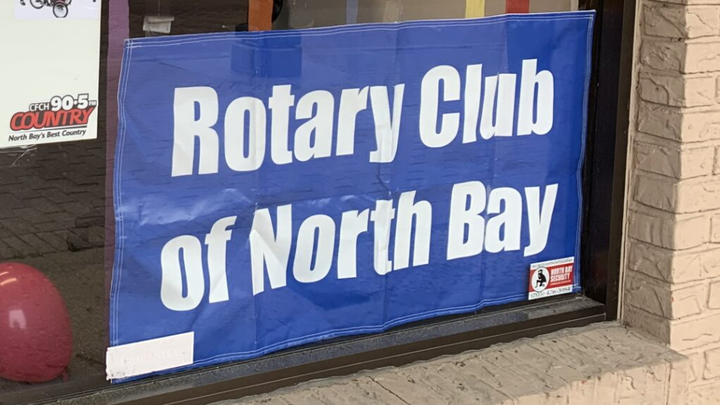 Rotary Club
of North Bay
CFCH 90.5 FM
COUNTRY
North Bay's Best Country
NORTH BAY
SECURITY